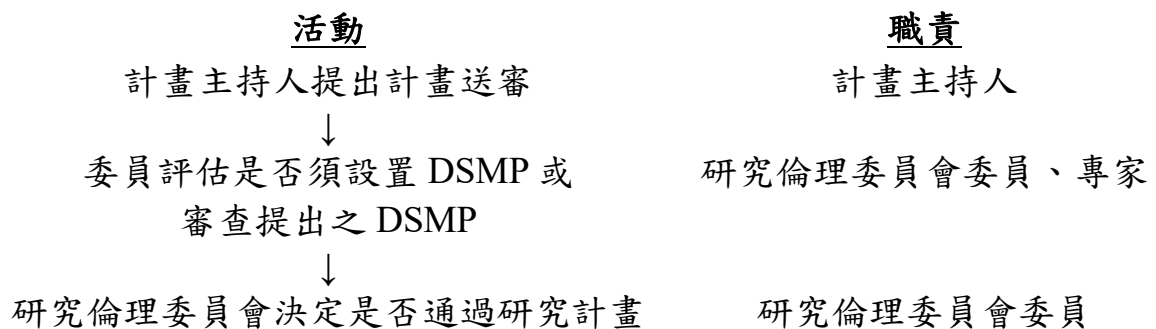 活動 職責
計畫主持人提出計畫送審 計畫主持人
↓
委員評估是否須設置 DSMP 或 研究倫理委員會委員、專家
審查提出之 DSMP
↓
研究倫理委員會決定是否通過研究計畫 研究倫理委員會委員